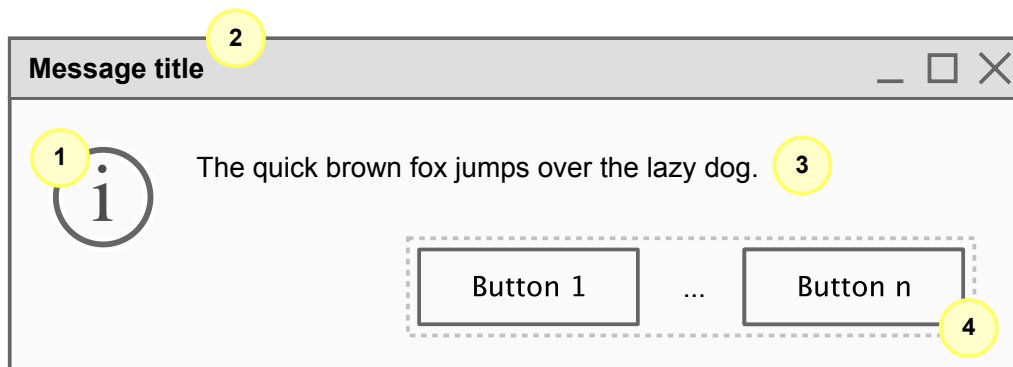 2
Message title
1
i
The quick brown fox jumps over the lazy dog.
3
Button 1
...
Button n
4